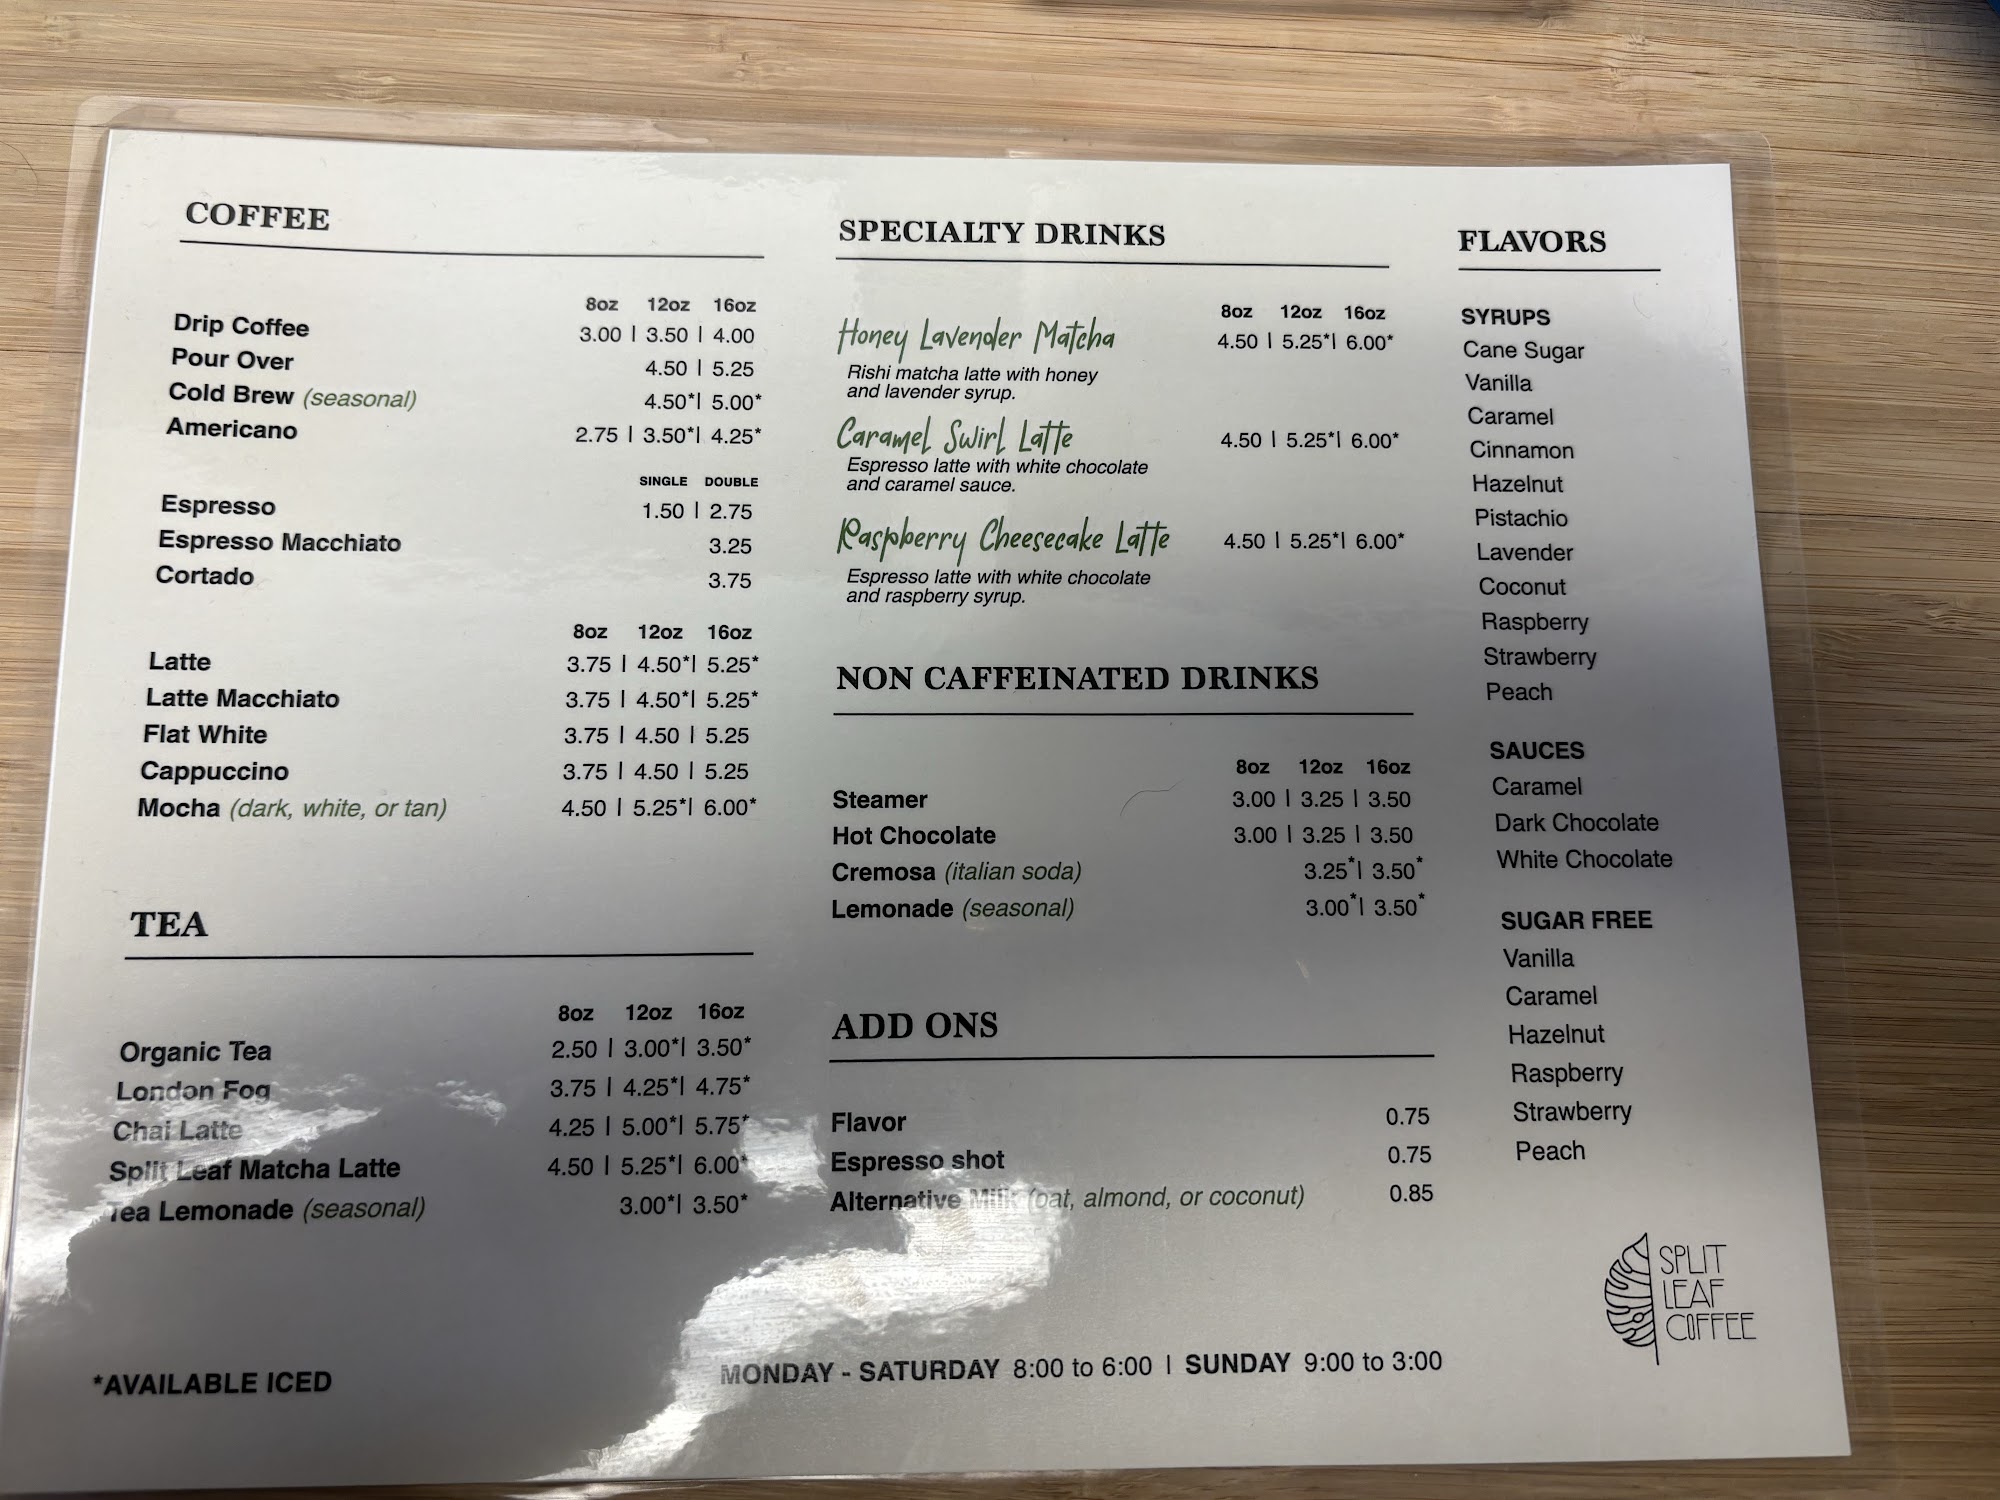 COFFEE
8oz 12oz 16oz
Drip Coffee 3.00 | 3.50 | 4.00
Pour Over 4.50 | 5.25
Cold Brew (seasonal) 4.50*| 5.00*
Americano 2.75 | 3.50*| 4.25*
SINGLE DOUBLE
Espresso 1.50 | 2.75
Espresso Macchiato 3.25
Cortado 3.75
8oz 12oz 16oz
Latte 3.75 | 4.50*| 5.25*
Latte Macchiato 3.75 | 4.50*| 5.25*
Flat White 3.75 | 4.50 | 5.25
Cappuccino 3.75 | 4.50 | 5.25
Mocha (dark, white, or tan) 4.50 | 5.25*| 6.00*
TEA
8oz 12oz 16oz
Organic Tea 2.50 | 3.00*| 3.50*
London Fog 3.75 | 4.25*| 4.75*
Chai Latte 4.25 | 5.00*| 5.75*
Split Leaf Matcha Latte 4.50 | 5.25*| 6.00*
Tea Lemonade (seasonal) 3.00*| 3.50*
*AVAILABLE ICED
SPECIALTY DRINKS
8oz 12oz 16oz
Honey Lavender Matcha 4.50 | 5.25*| 6.00*
Rishi matcha latte with honey
and lavender syrup.
Caramel Swirl Latte 4.50 | 5.25*| 6.00*
Espresso latte with white chocolate
and caramel sauce.
Raspberry Cheesecake Latte 4.50 | 5.25*| 6.00*
Espresso latte with white chocolate
and raspberry syrup.
NON CAFFEINATED DRINKS
8oz 12oz 16oz
Steamer 3.00 | 3.25 | 3.50
Hot Chocolate 3.00 | 3.25 | 3.50
Cremosa (italian soda) 3.25*| 3.50*
Lemonade (seasonal) 3.00*| 3.50*
ADD ONS
Flavor 0.75
Espresso shot 0.75
Alternative Milk (oat, almond, or coconut) 0.85
MONDAY - SATURDAY 8:00 to 6:00 | SUNDAY 9:00 to 3:00
FLAVORS
SYRUPS
Cane Sugar
Vanilla
Caramel
Cinnamon
Hazelnut
Pistachio
Lavender
Coconut
Raspberry
Strawberry
Peach
SAUCES
Caramel
Dark Chocolate
White Chocolate
SUGAR FREE
Vanilla
Caramel
Hazelnut
Raspberry
Strawberry
Peach
SPLIT
LEAF
COFFEE